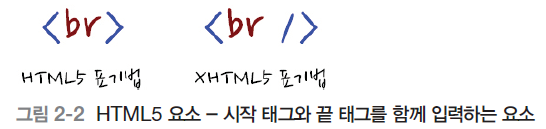 <br> <br />
HTML5 표기법 XHTML5 표기법
그림 2-2 HTML5 요소 – 시작 태그와 끝 태그를 함께 입력하는 요소